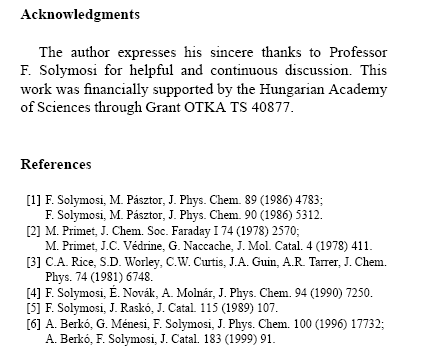 Acknowledgments
The author expresses his sincere thanks to Professor
F. Solymosi for helpful and continuous discussion. This
work was financially supported by the Hungarian Academy
of Sciences through Grant OTKA TS 40877.
References
[1] F. Solymosi, M. Pásztor, J. Phys. Chem. 89 (1986) 4783;
F. Solymosi, M. Pásztor, J. Phys. Chem. 90 (1986) 5312.
[2] M. Primet, J. Chem. Soc. Faraday I 74 (1978) 2570;
M. Primet, J.C. Védrine, G. Naccache, J. Mol. Catal. 4 (1978) 411.
[3] C.A. Rice, S.D. Worley, C.W. Curtis, J.A. Guin, A.R. Tarrer, J. Chem.
Phys. 74 (1981) 6748.
[4] F. Solymosi, É. Novák, A. Molnár, J. Phys. Chem. 94 (1990) 7250.
[5] F. Solymosi, J. Raskó, J. Catal. 115 (1989) 107.
[6] A. Berkó, G. Ménesi, F. Solymosi, J. Phys. Chem. 100 (1996) 17732;
A. Berkó, F. Solymosi, J. Catal. 183 (1999) 91.